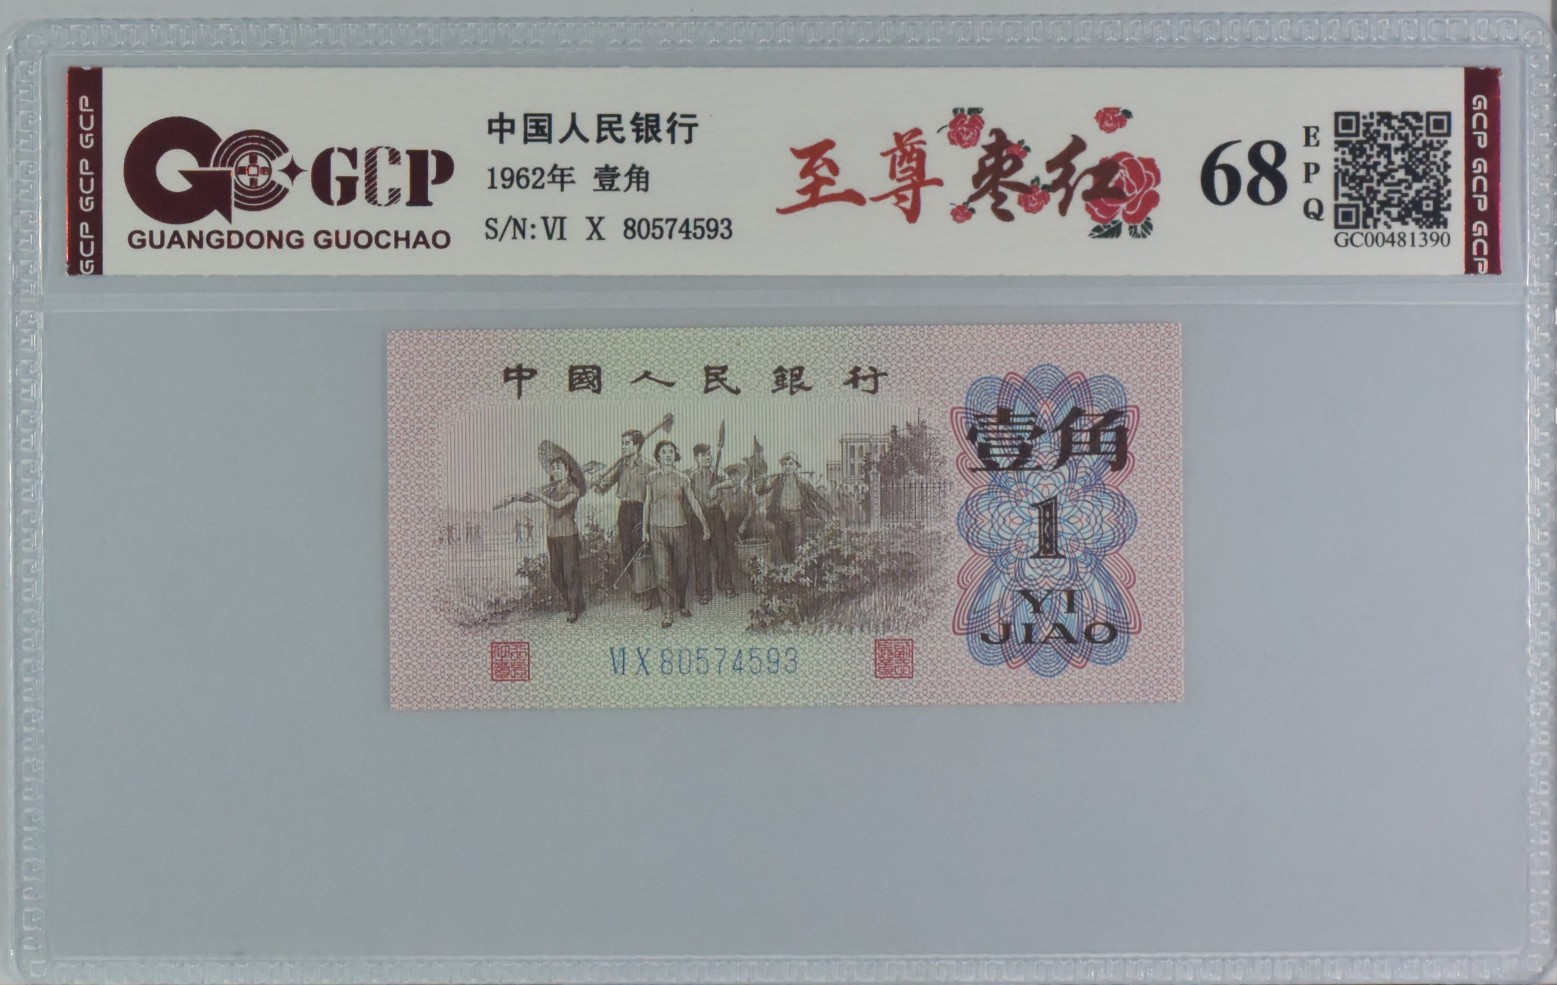 GCP GCP GCP
GCP
GUANGDONG GUOCHAO
中国人民银行
1962年 壹角
S/N: VI X 80574593
至尊枣红
68
EPQ
GC00481390
GCP GCP GCP
中國人民銀行
壹角
1
YI
JIAO
VI X 80574593